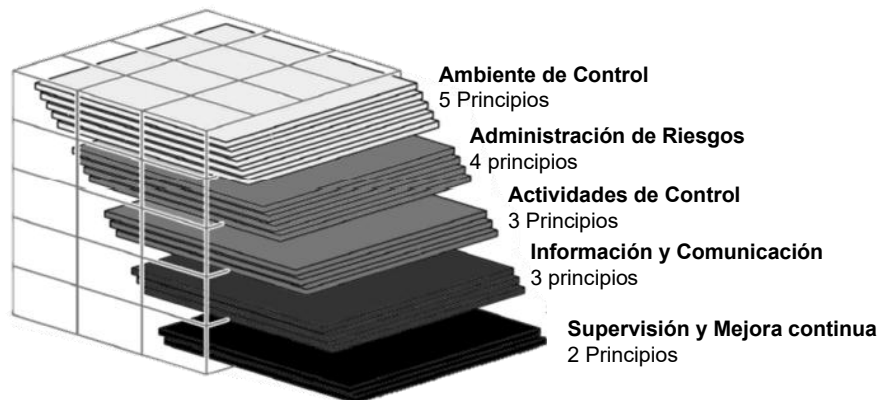 Ambiente de Control
5 Principios
Administración de Riesgos
4 principios
Actividades de Control
3 Principios
Información y Comunicación
3 principios
Supervisión y Mejora continua
2 Principios